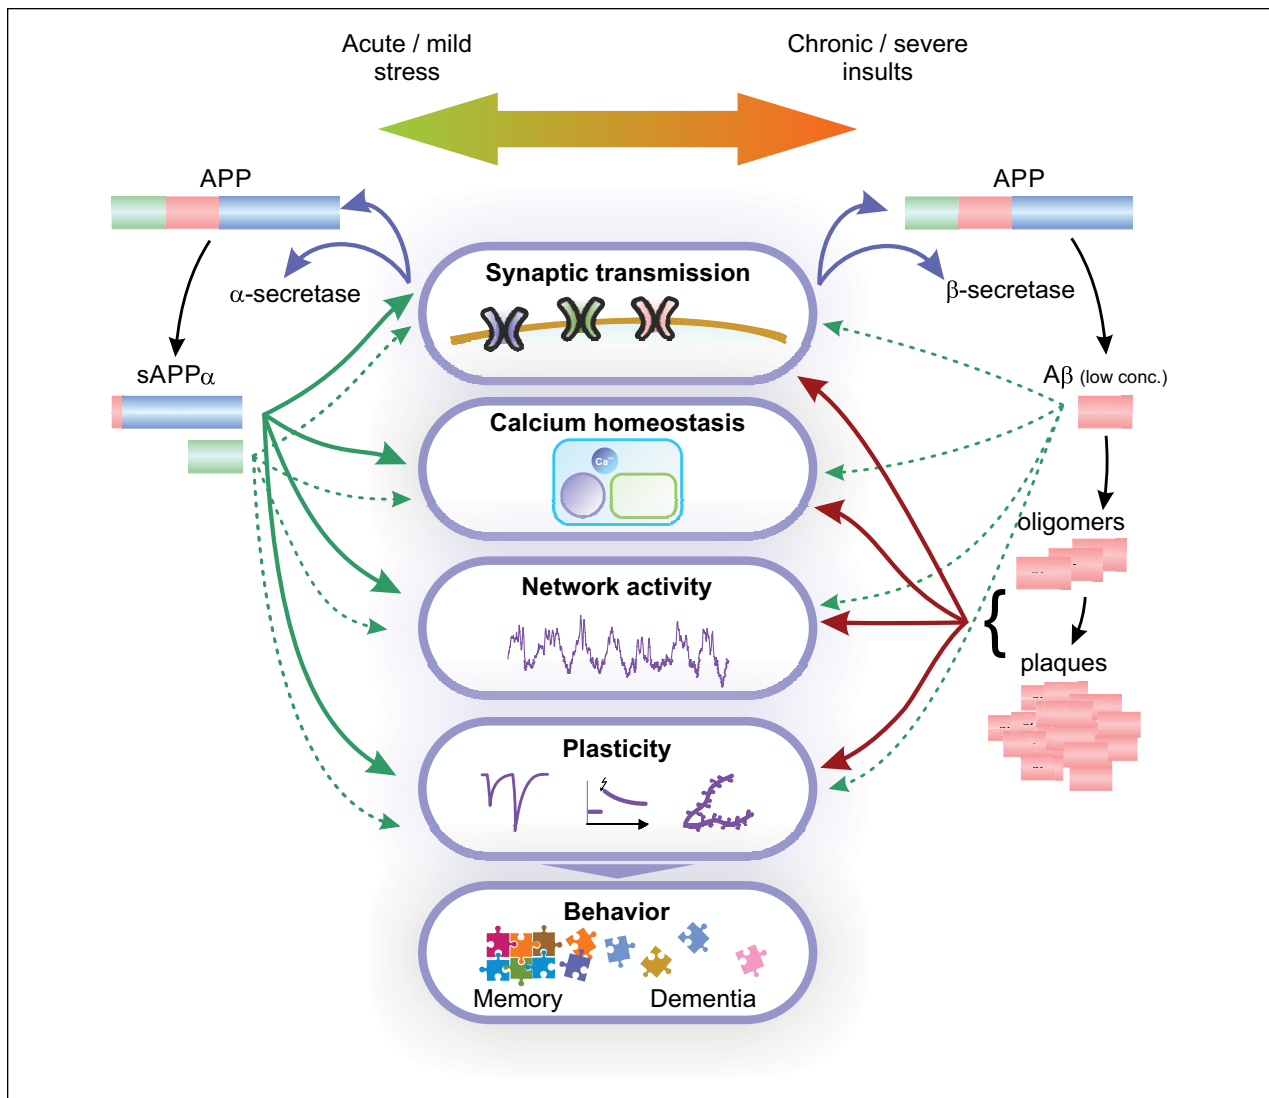 Acute / mild
stress
Chronic / severe
insults
APP
APP
Synaptic transmission
α-secretase
β-secretase
sAPPα
Aβ (low conc.)
Calcium homeostasis
Ca⁺⁺
oligomers
Network activity
{
plaques
Plasticity
Behavior
Memory
Dementia